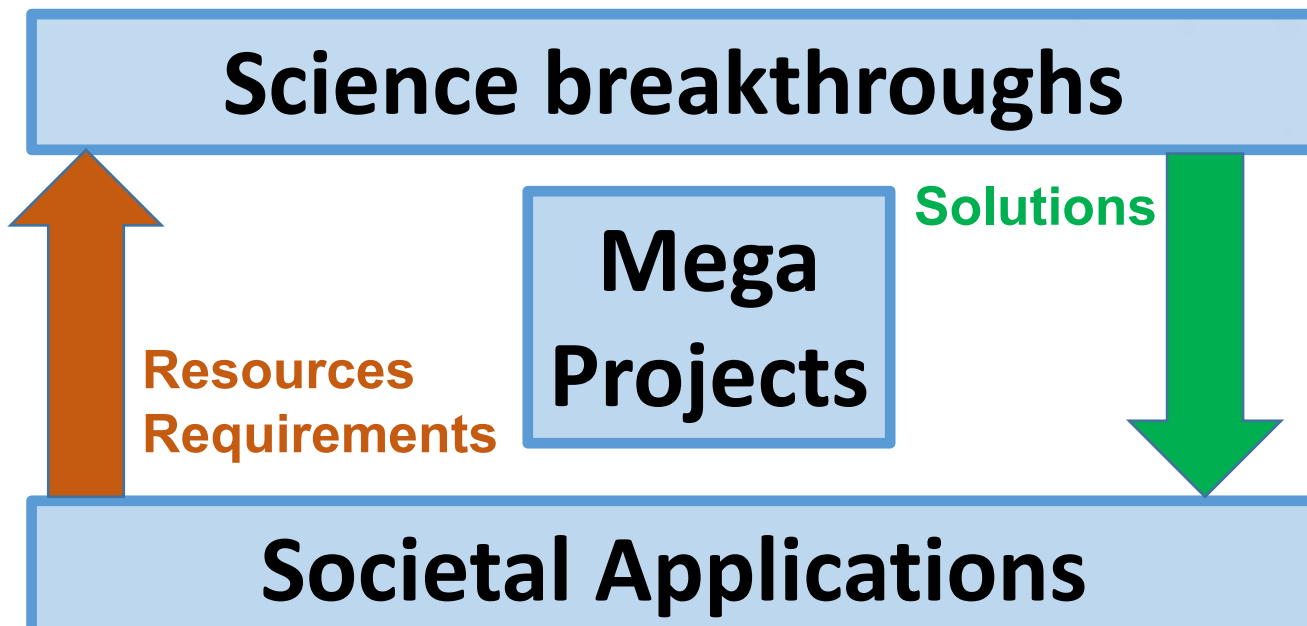 Science breakthroughs
Solutions
Mega
Projects
Resources
Requirements
Societal Applications